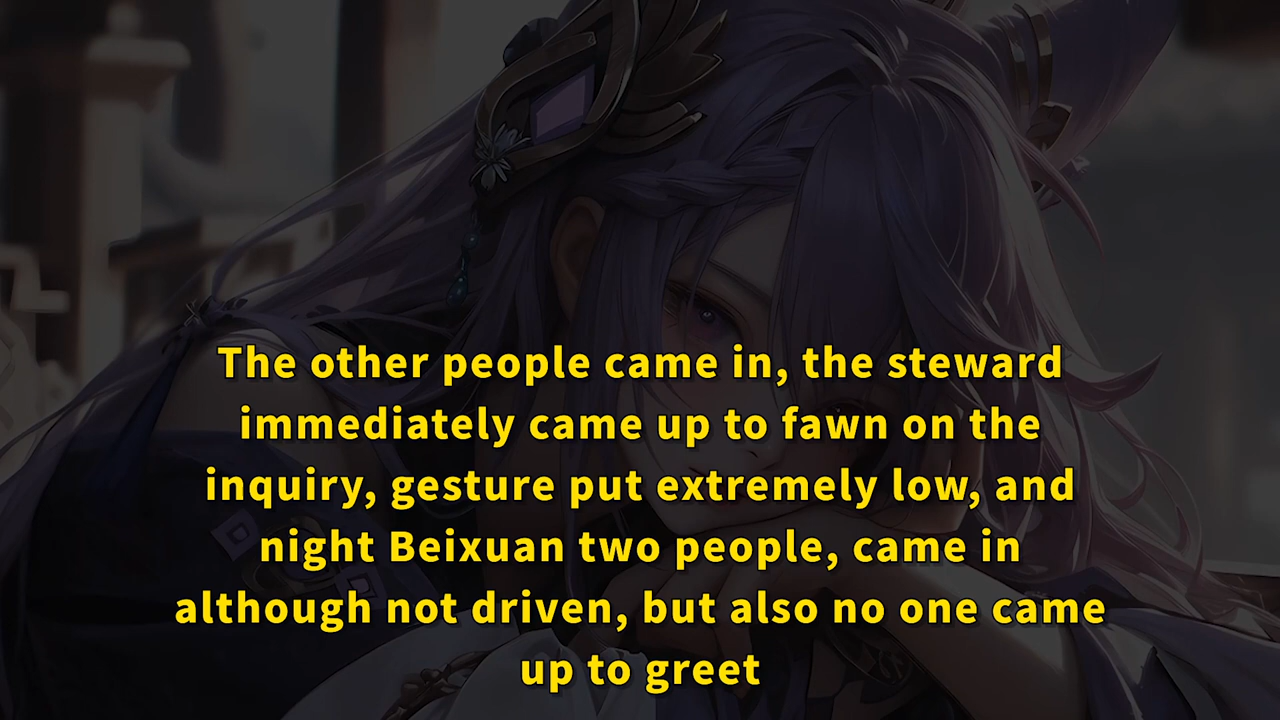 The other people came in, the steward
immediately came up to fawn on the
inquiry, gesture put extremely low, and
night Beixuan two people, came in
although not driven, but also no one came
up to greet